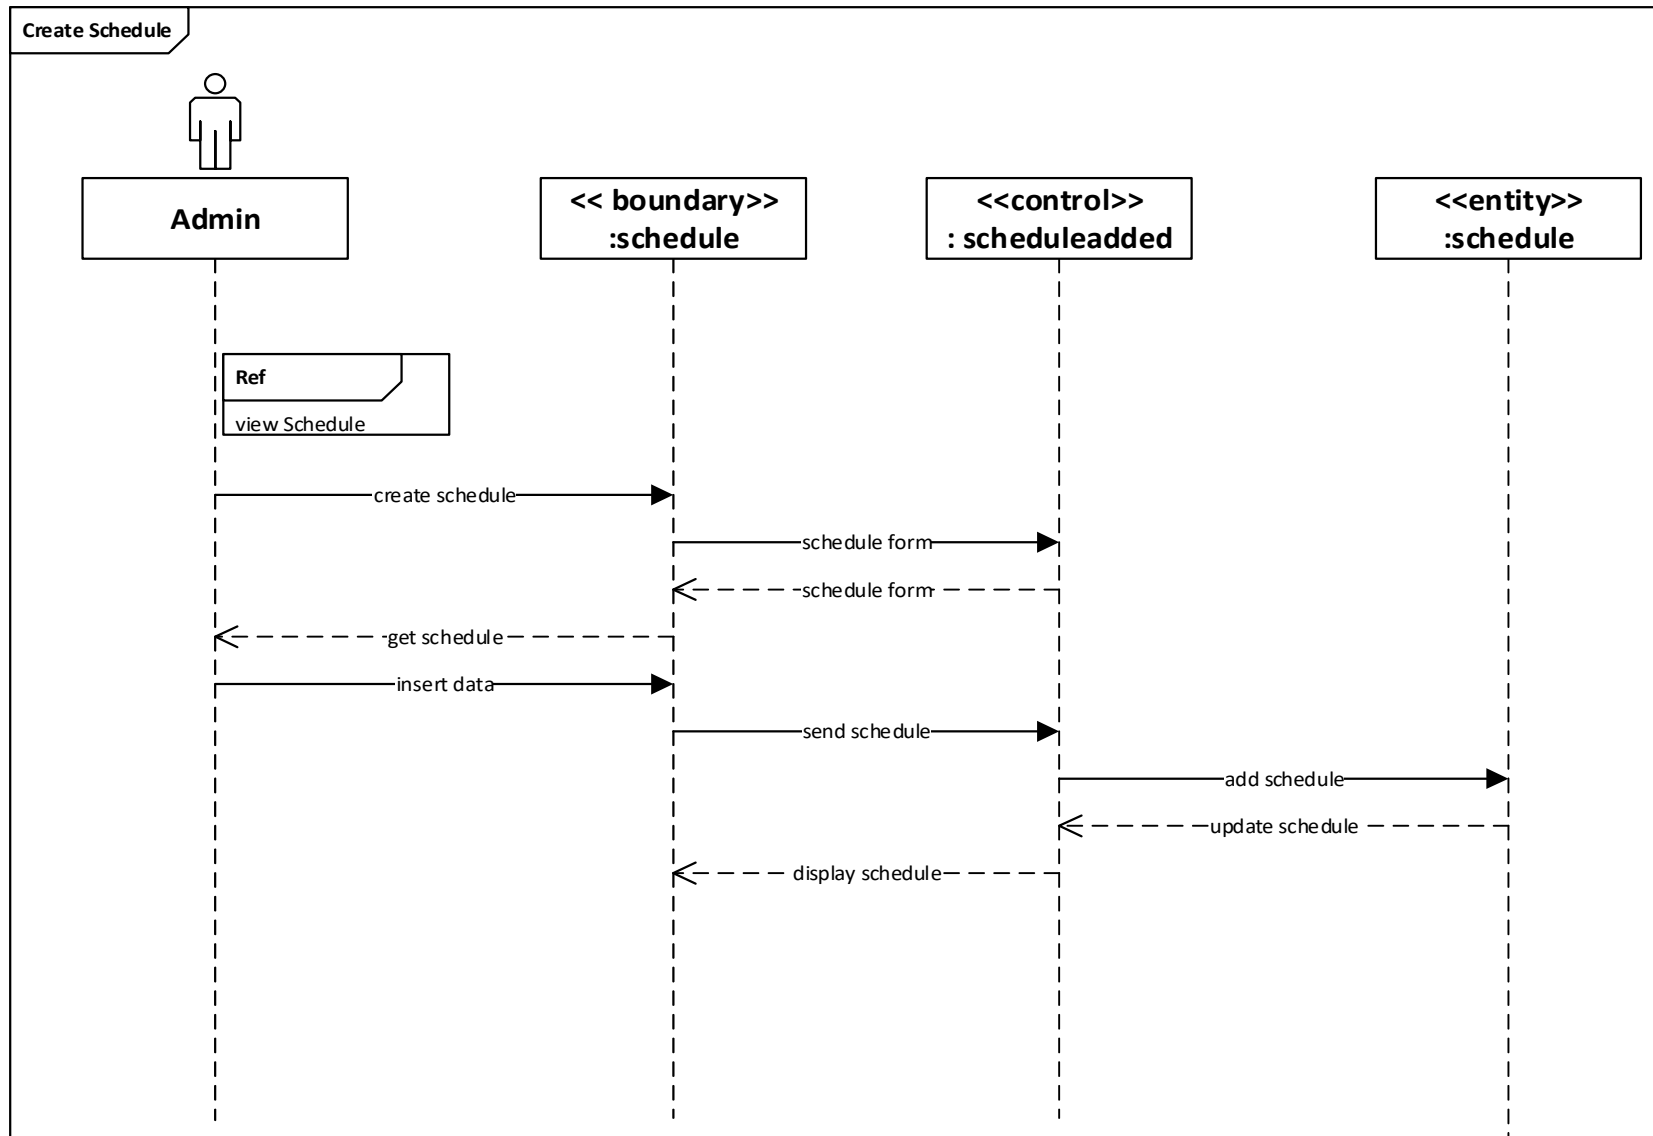 Create Schedule
Admin
<< boundary>>
:schedule
<<control>>
: scheduleadded
<<entity>>
:schedule
Ref
view Schedule
create schedule
schedule form
schedule form
get schedule
insert data
send schedule
add schedule
update schedule
display schedule